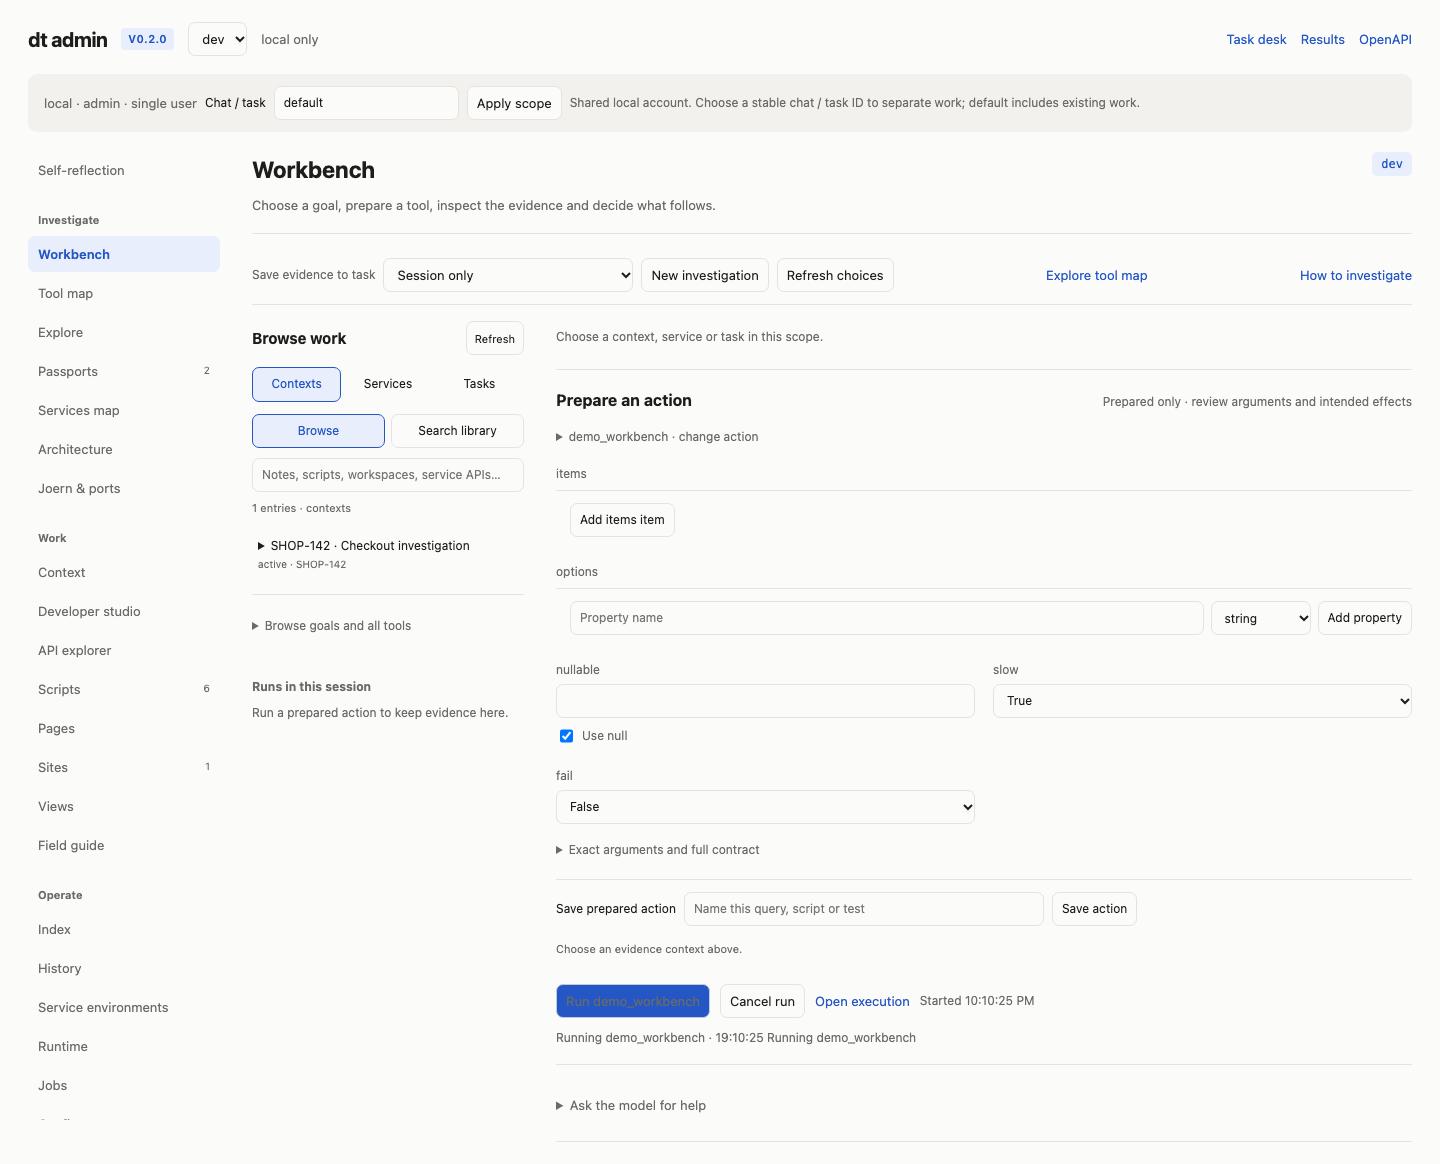 dt admin V0.2.0 dev local only Task desk Results OpenAPI
local · admin · single user Chat / task default Apply scope Shared local account. Choose a stable chat / task ID to separate work; default includes existing work.
Self-reflection
Investigate
Workbench
Tool map
Explore
Passports 2
Services map
Architecture
Joern & ports
Work
Context
Developer studio
API explorer
Scripts 6
Pages
Sites 1
Views
Field guide
Operate
Index
History
Service environments
Runtime
Jobs
Workbench dev
Choose a goal, prepare a tool, inspect the evidence and decide what follows.
Save evidence to task Session only New investigation Refresh choices Explore tool map How to investigate
Browse work Refresh
Contexts Services Tasks
Browse Search library
Notes, scripts, workspaces, service APIs...
1 entries · contexts
SHOP-142 · Checkout investigation
active · SHOP-142
Browse goals and all tools
Runs in this session
Run a prepared action to keep evidence here.
Choose a context, service or task in this scope.
Prepare an action Prepared only · review arguments and intended effects
demo_workbench · change action
items
Add items item
options
Property name string Add property
nullable slow
True
Use null
fail
False
Exact arguments and full contract
Save prepared action Name this query, script or test Save action
Choose an evidence context above.
Run demo_workbench Cancel run Open execution Started 10:10:25 PM
Running demo_workbench · 19:10:25 Running demo_workbench
Ask the model for help